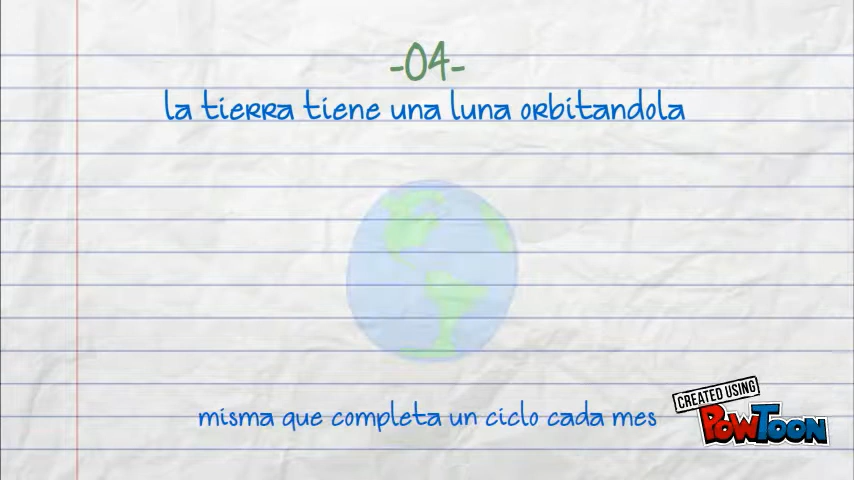 -04-
la tierra tiene una luna orbitandola
misma que completa un ciclo cada mes
CREATED USING
POWTOON